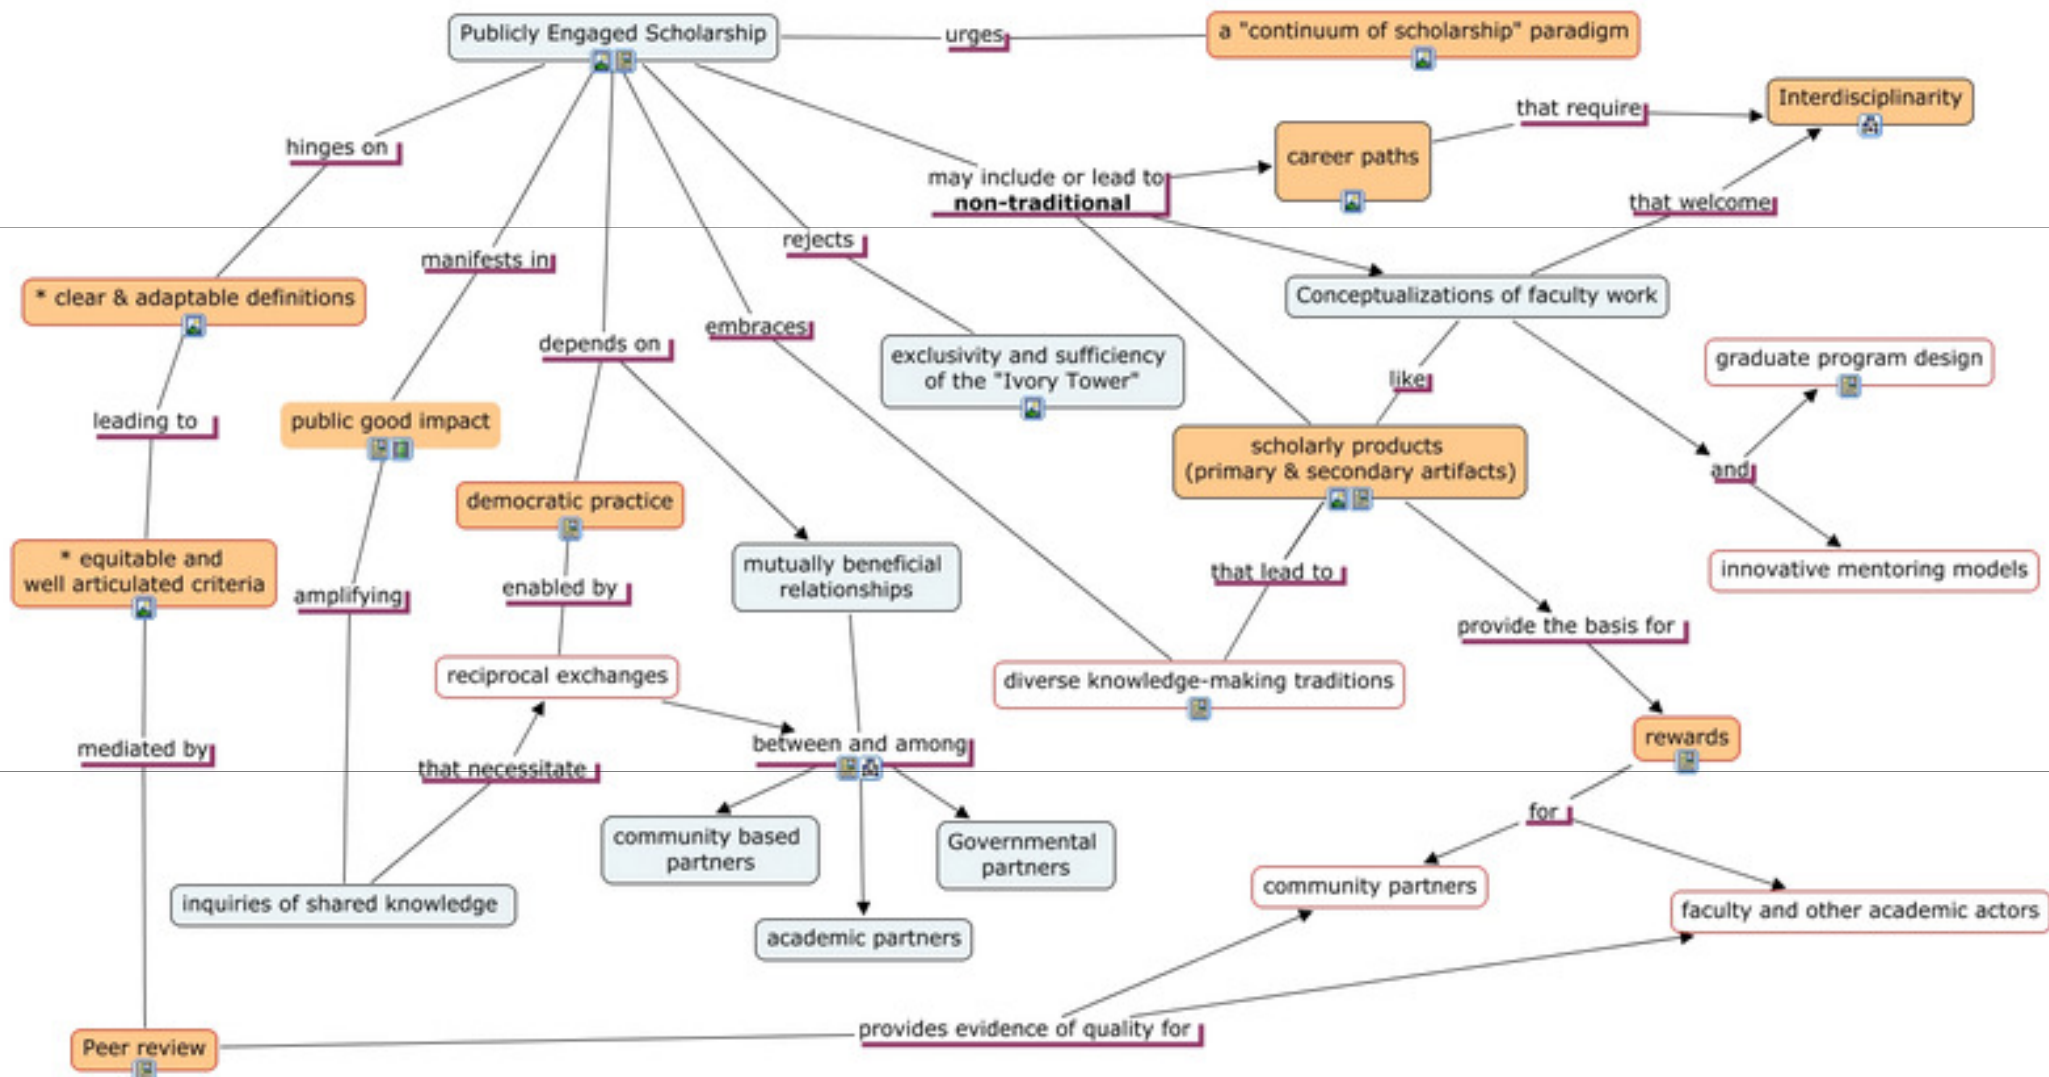 Publicly Engaged Scholarship
urges
a "continuum of scholarship" paradigm
Interdisciplinarity
that require
career paths
hinges on
may include or lead to
non-traditional
that welcome
rejects
manifests in
* clear & adaptable definitions
Conceptualizations of faculty work
embraces
depends on
exclusivity and sufficiency
of the "Ivory Tower"
graduate program design
like
leading to
public good impact
scholarly products
(primary & secondary artifacts)
and
democratic practice
* equitable and
well articulated criteria
mutually beneficial
relationships
that lead to
innovative mentoring models
enabled by
amplifying
provide the basis for
reciprocal exchanges
diverse knowledge-making traditions
rewards
mediated by
between and among
that necessitate
for
community based
partners
Governmental
partners
community partners
inquiries of shared knowledge
faculty and other academic actors
academic partners
provides evidence of quality for
Peer review